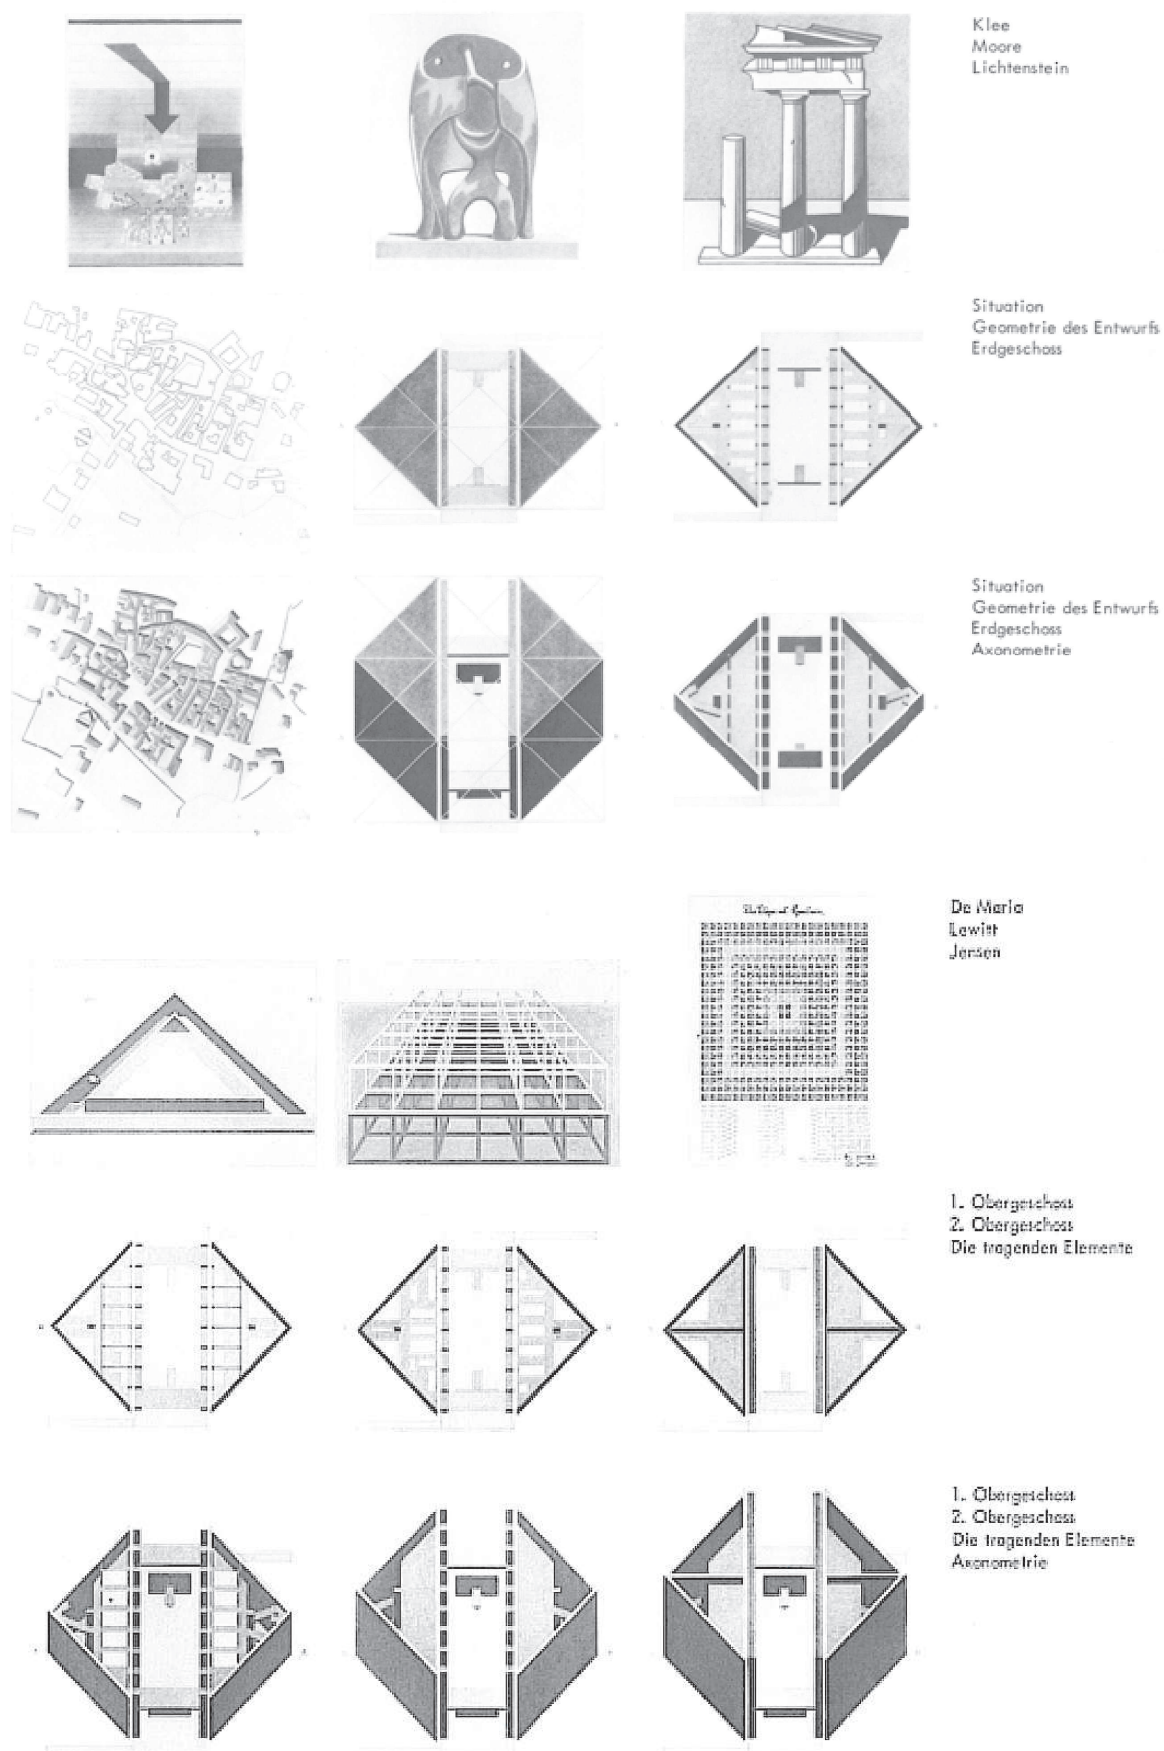 Klee
Moore
Lichtenstein
Situation
Geometrie des Entwurfs
Erdgeschoss
Situation
Geometrie des Entwurfs
Erdgeschoss
Axonometrie
De Maria
Lewitt
Jensen
1. Obergeschoss
2. Obergeschoss
Die tragenden Elemente
1. Obergeschoss
2. Obergeschoss
Die tragenden Elemente
Axonometrie